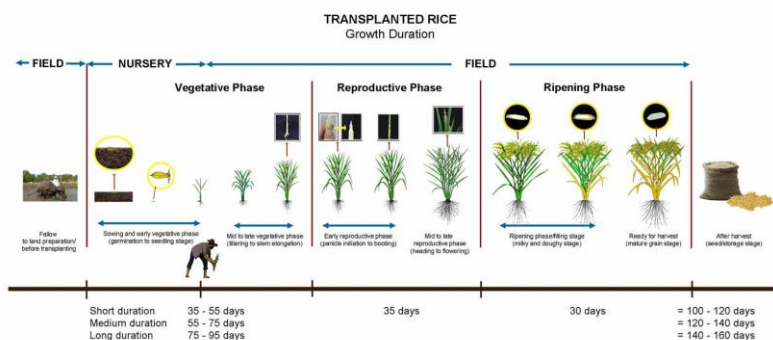 TRANSPLANTED RICE
Growth Duration
FIELD
NURSERY
FIELD
Vegetative Phase
Reproductive Phase
Ripening Phase
Fallow
to land preparation/
before transplanting
Sowing and early vegetative phase
(germination to seedling stage)
Mid to late vegetative phase
(tillering to stem elongation)
Early reproductive phase
(panicle initiation to booting)
Mid to late
reproductive phase
(heading to flowering)
Ripening phase/filling stage
(milky and doughy stage)
Ready for harvest
(mature grain stage)
After harvest
(seed/storage stage)
Short duration 35 - 55 days 35 days 30 days = 100 - 120 days
Medium duration 55 - 75 days = 120 - 140 days
Long duration 75 - 95 days = 140 - 160 days